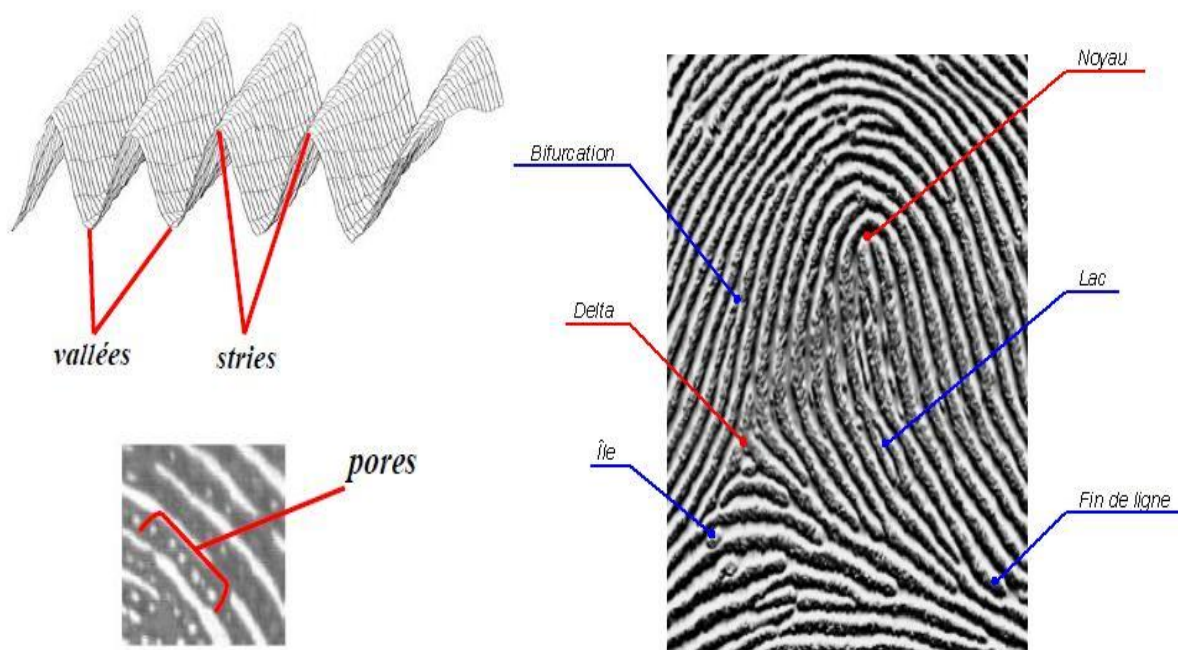 vallées
stries
pores
Noyau
Bifurcation
Lac
Delta
Île
Fin de ligne